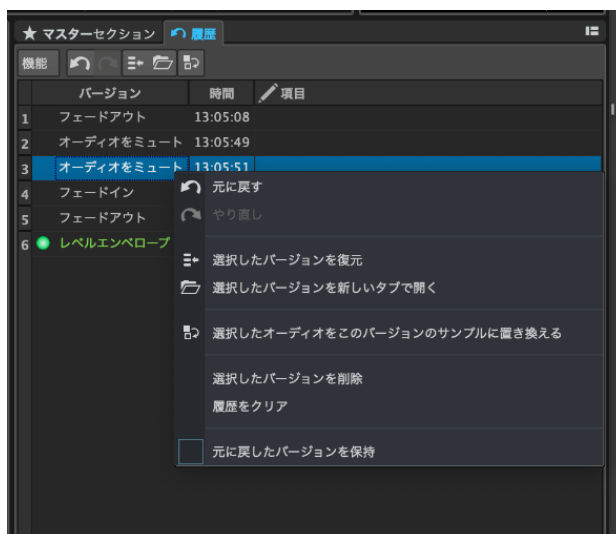 マスターセクション 履歴
機能
バージョン 時間 項目
1 フェードアウト 13:05:08
2 オーディオをミュート 13:05:49
3 オーディオをミュート 13:05:51
4 フェードイン
5 フェードアウト
6 レベルエンベロープ
元に戻す
やり直し
選択したバージョンを復元
選択したバージョンを新しいタブで開く
選択したオーディオをこのバージョンのサンプルに置き換える
選択したバージョンを削除
履歴をクリア
元に戻したバージョンを保持